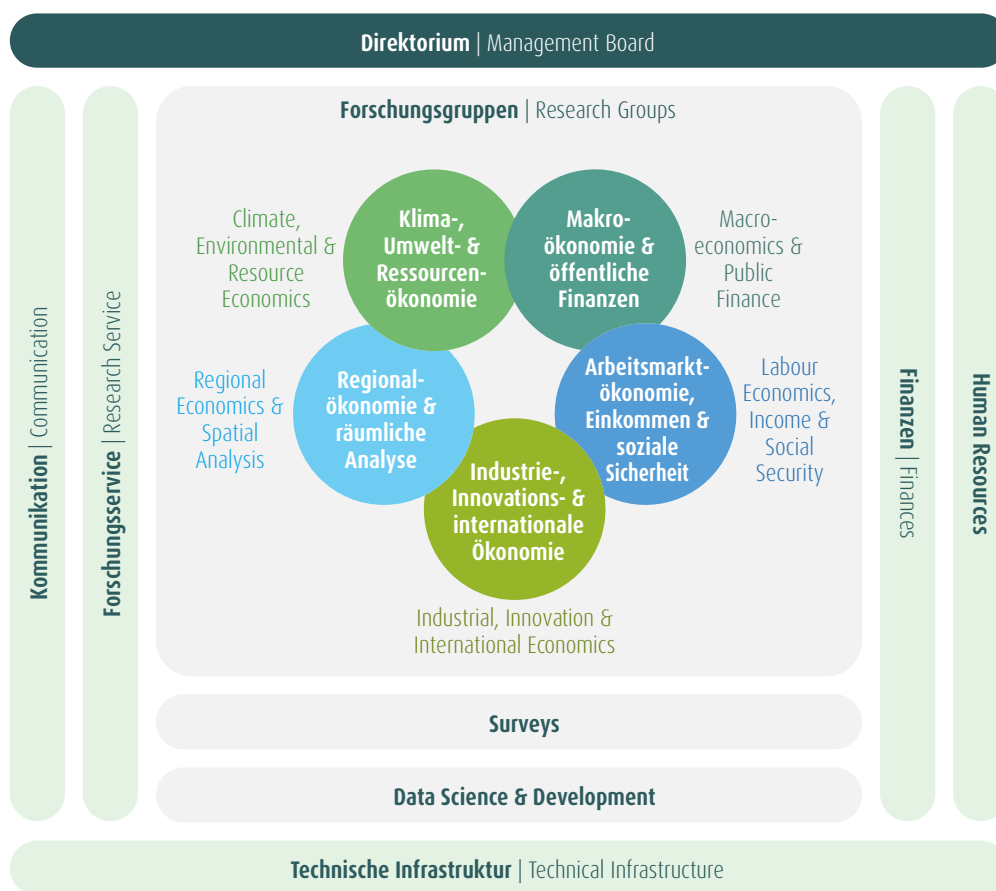 Direktorium | Management Board
Kommunikation | Communication
Forschungsservice | Research Service
Forschungsgruppen | Research Groups
Climate,
Environmental &
Resource
Economics
Klima-,
Umwelt- &
Ressourcen-
ökonomie
Makro-
ökonomie &
öffentliche
Finanzen
Macro-
economics &
Public
Finance
Regional
Economics &
Spatial
Analysis
Regional-
ökonomie &
räumliche
Analyse
Arbeitsmarkt-
ökonomie,
Einkommen &
soziale
Sicherheit
Labour
Economics,
Income &
Social
Security
Industrie-,
Innovations- &
internationale
Ökonomie
Industrial, Innovation &
International Economics
Finanzen | Finances
Human Resources
Surveys
Data Science & Development
Technische Infrastruktur | Technical Infrastructure